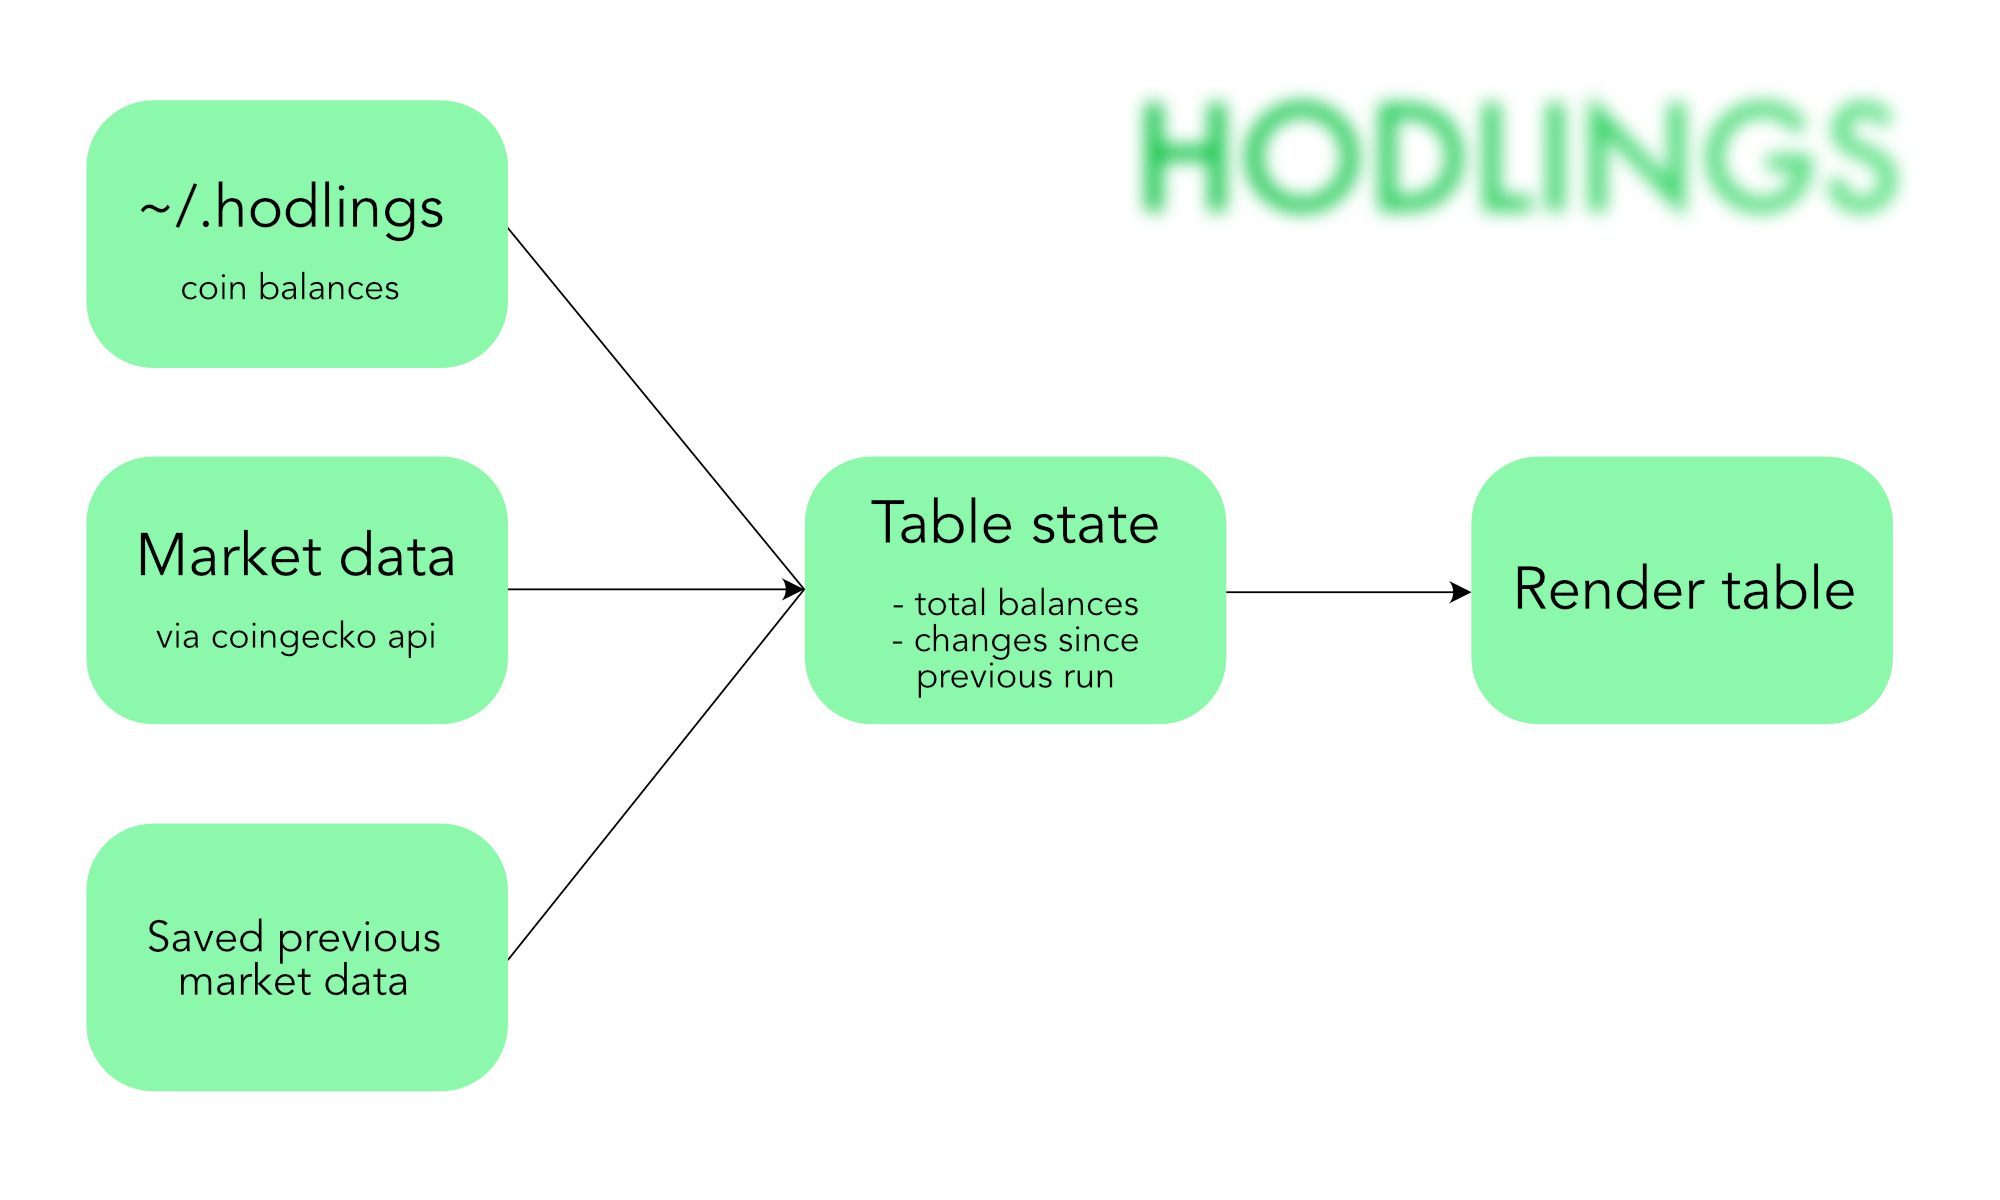 HODLINGS
~/.hodlings
coin balances
Market data
via coingecko api
Saved previous
market data
Table state
- total balances
- changes since
previous run
Render table